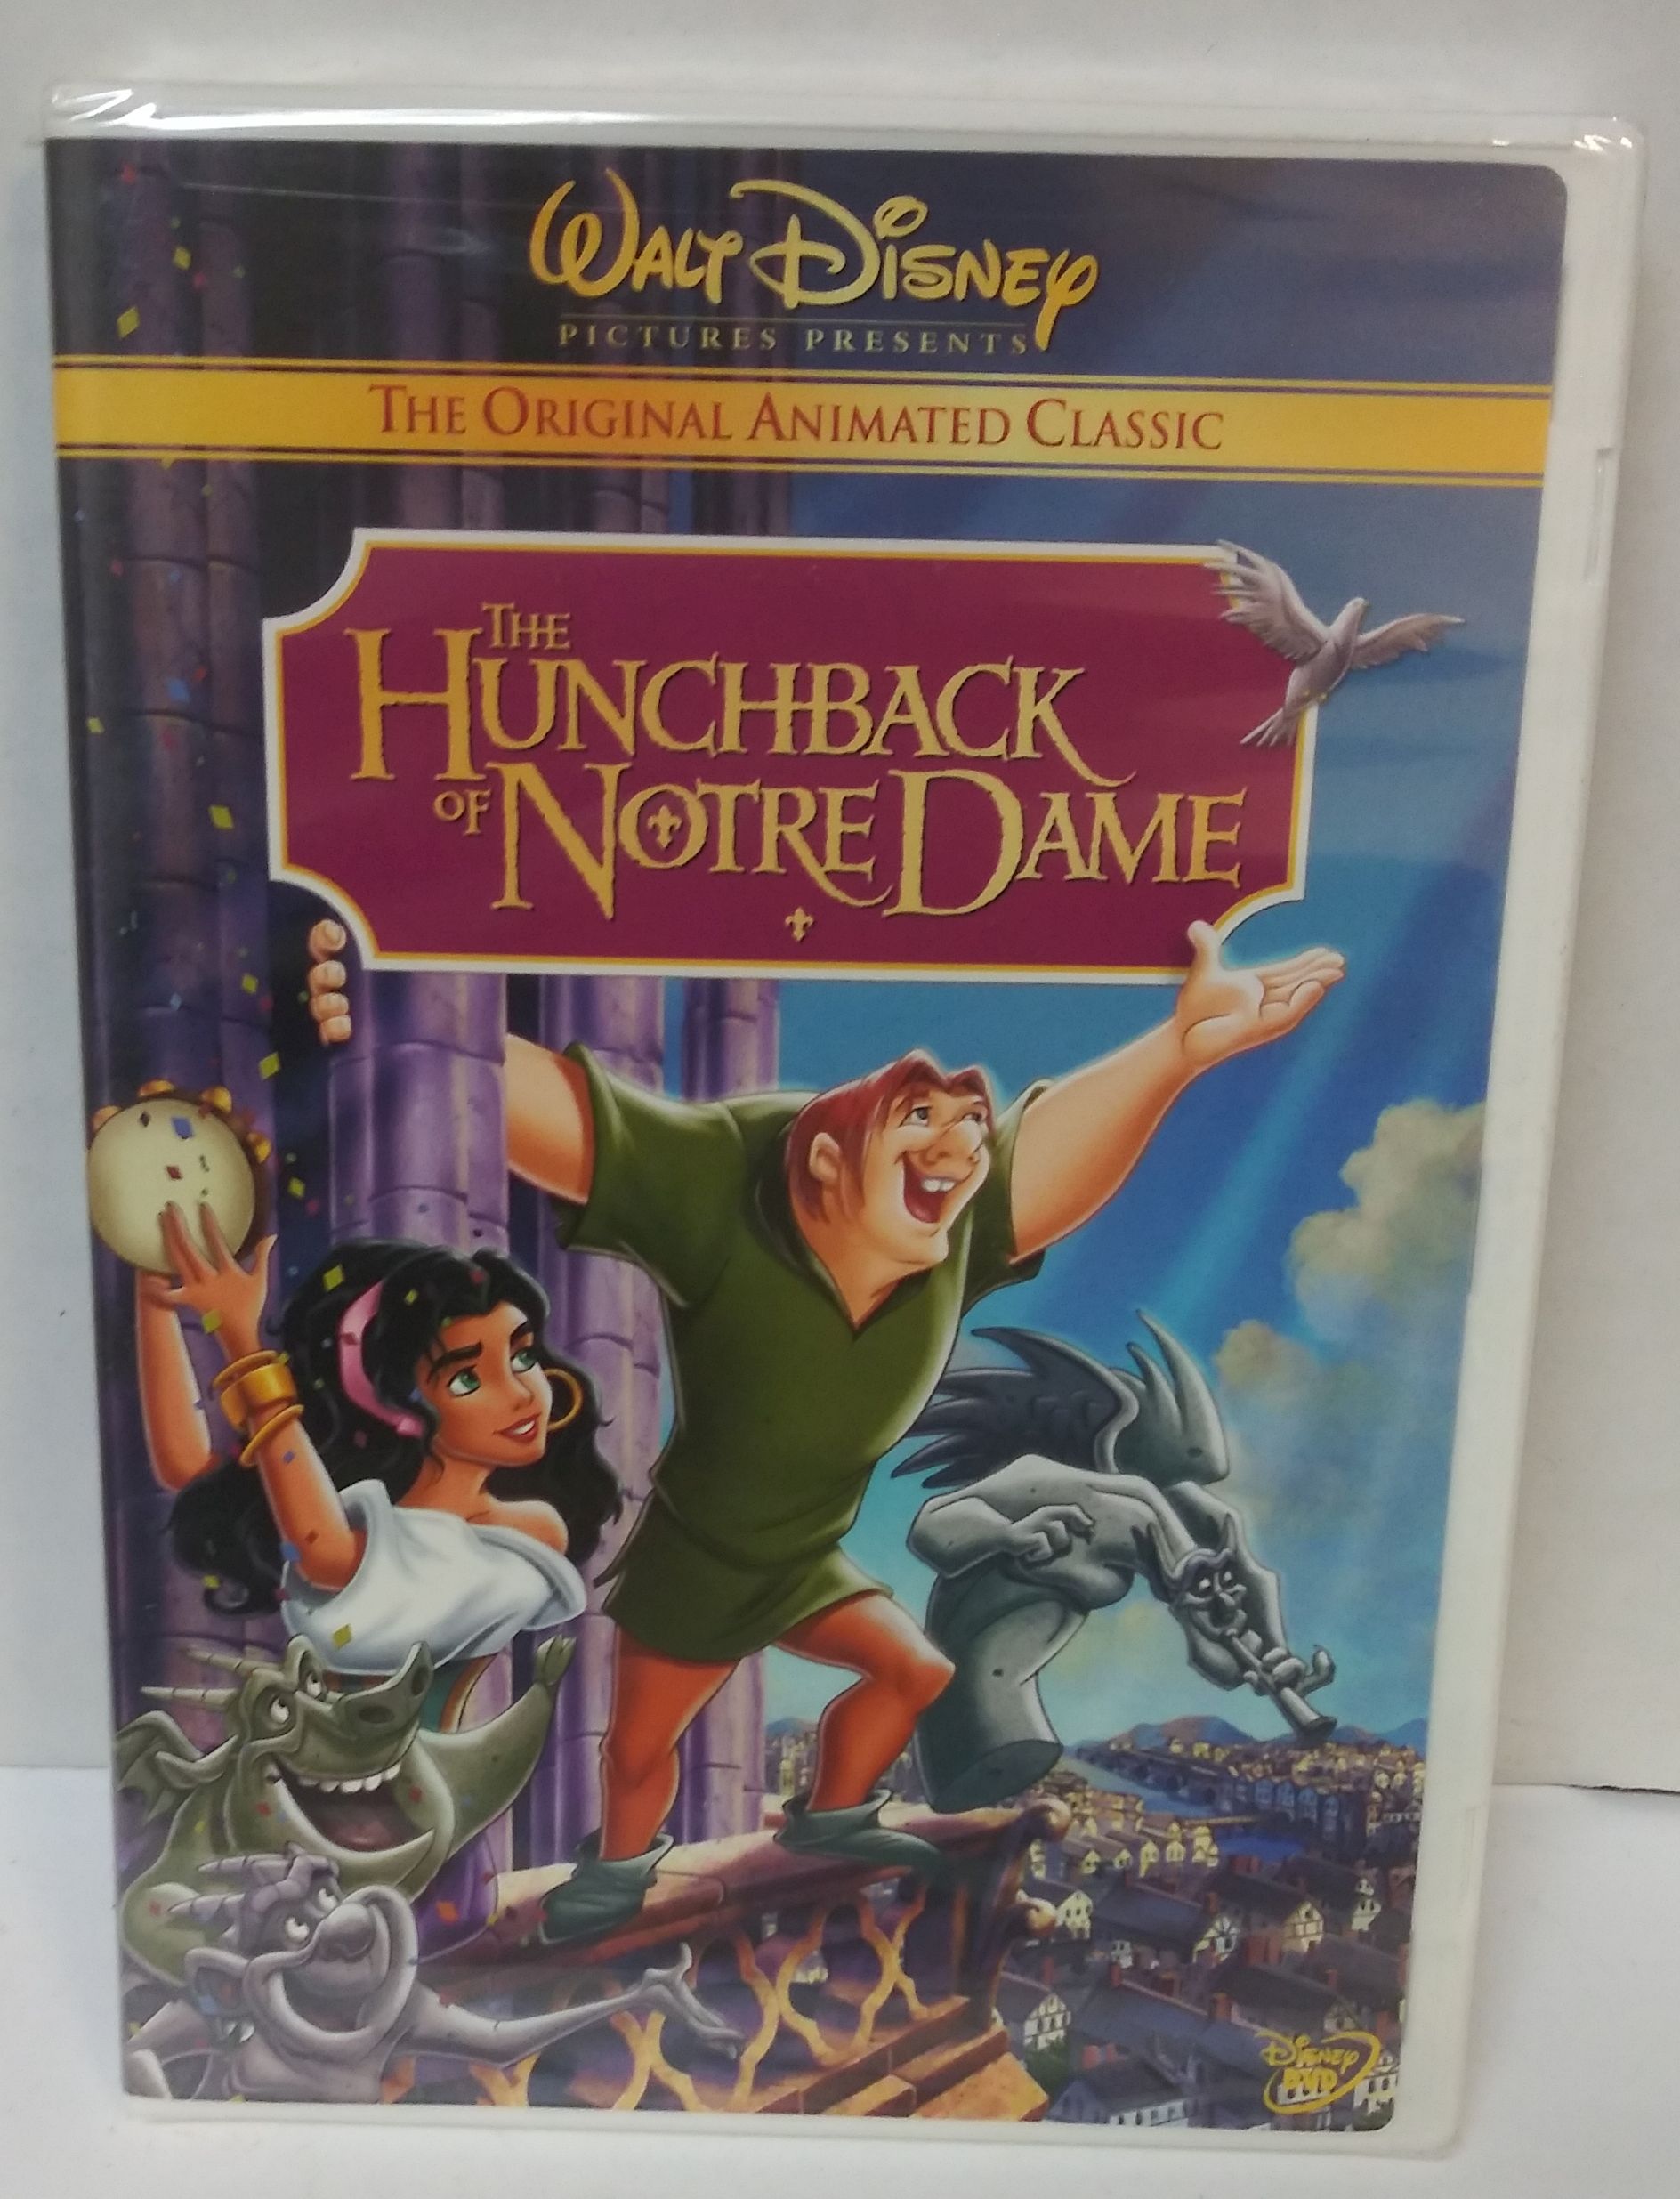 WALT DISNEY
PICTURES PRESENTS
THE ORIGINAL ANIMATED CLASSIC
THE
HUNCHBACK
OF NOTRE DAME
DISNEY
DVD